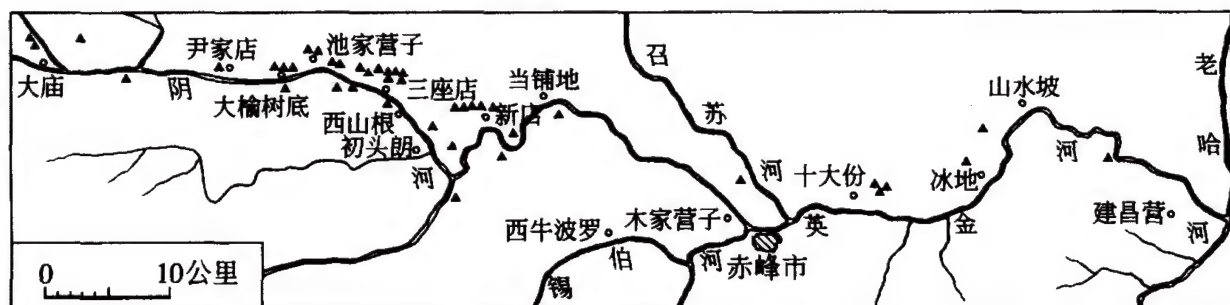 大庙
尹家店
阴
大榆树底
池家营子
三座店
西山根
初头朗
河
新店
当铺地
召
苏
河
西牛波罗
木家营子
锡
伯
河
赤峰市
英
金
河
十大份
冰地
山水坡
建昌营
老
哈
河
0 10公里